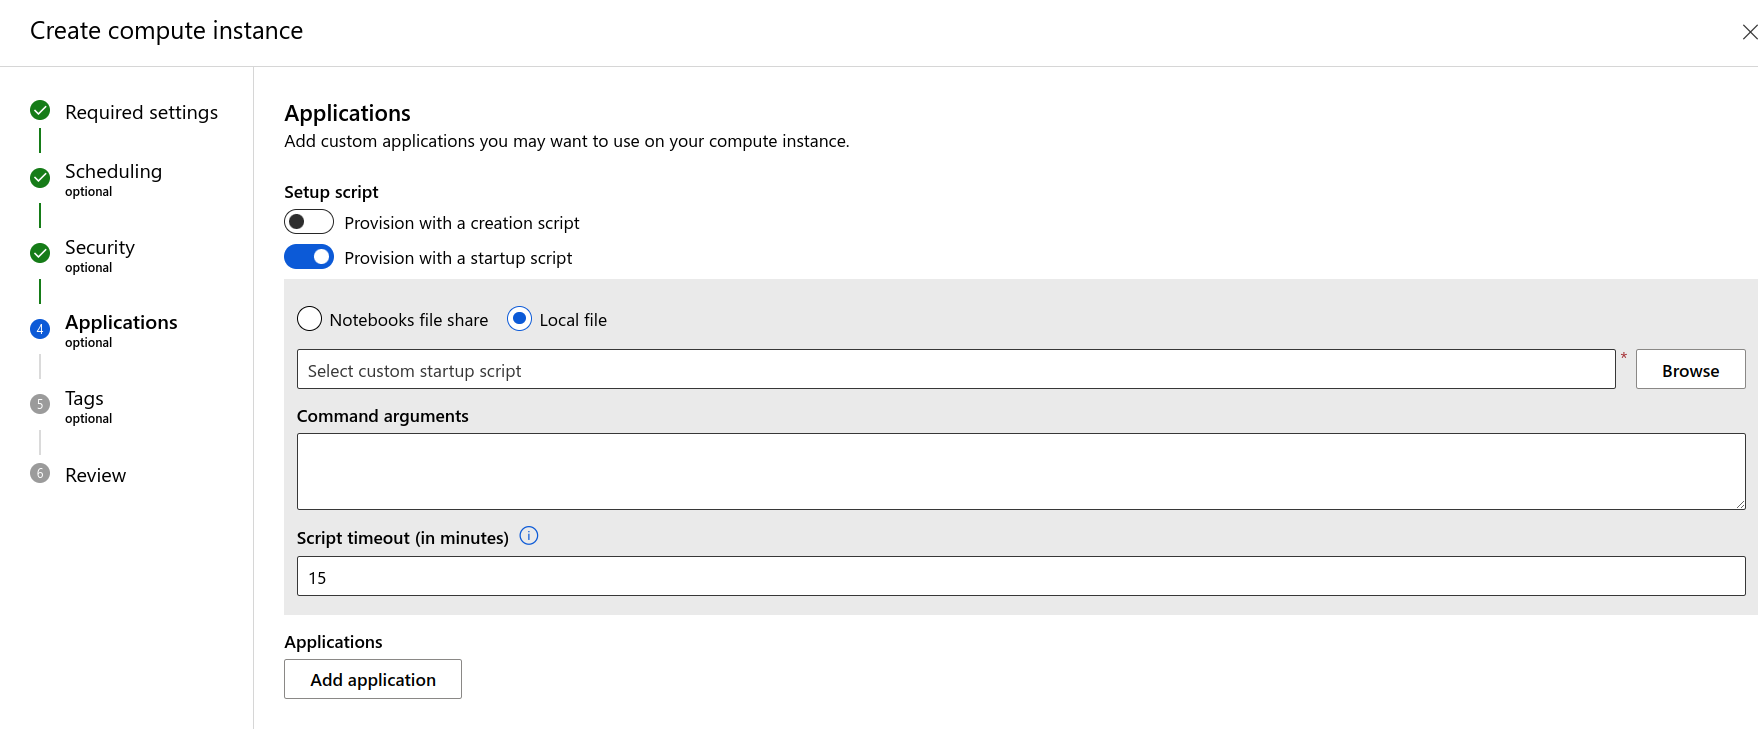 Create compute instance
Required settings
Scheduling
optional
Security
optional
4
Applications
optional
5
Tags
optional
6
Review
Applications
Add custom applications you may want to use on your compute instance.
Setup script
Provision with a creation script
Provision with a startup script
Notebooks file share
Local file
Select custom startup script
*
Browse
Command arguments
Script timeout (in minutes)
15
Applications
Add application